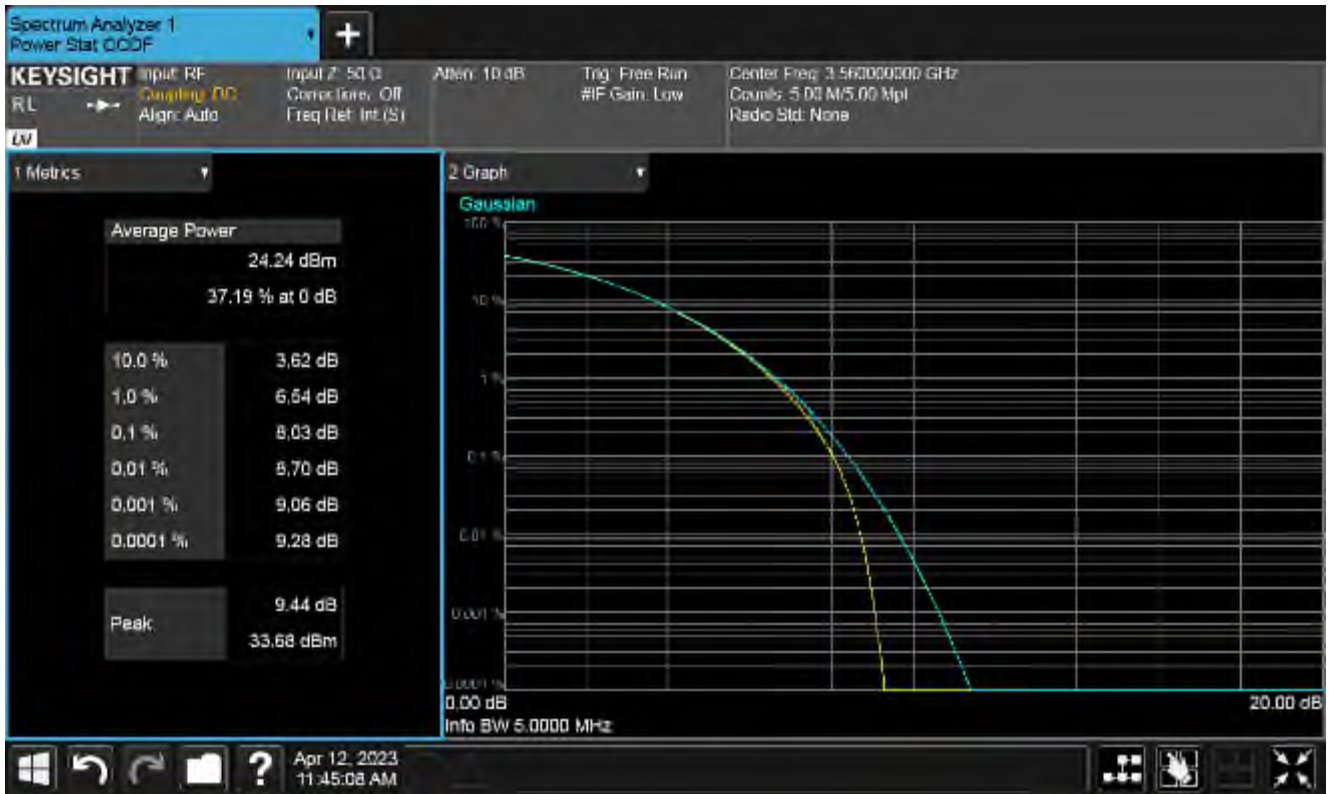 Spectrum Analyzer 1
Power Stat CCDF
KEYSIGHT
Input: RF
Coupling: DC
Align: Auto
Input Z: 50 Ω
Corrections: Off
Freq Ref: Int (S)
Atten: 10 dB
Trig: Free Run
#IF Gain: Low
Center Freq: 3.560000000 GHz
Counts: 5.00 M/5.00 Mpt
Radio Std: None
RL
LV
1 Metrics
Average Power
24.24 dBm
37.19 % at 0 dB
10.0 % 3.62 dB
1.0 % 6.54 dB
0.1 % 8.03 dB
0.01 % 8.70 dB
0.001 % 9.06 dB
0.0001 % 9.28 dB
Peak
9.44 dB
33.68 dBm
2 Graph
Gaussian
100 %
10 %
1 %
0.1 %
0.01 %
0.001 %
0.0001 %
0.00 dB
20.00 dB
Info BW 5.0000 MHz
Apr 12, 2023
11:45:08 AM